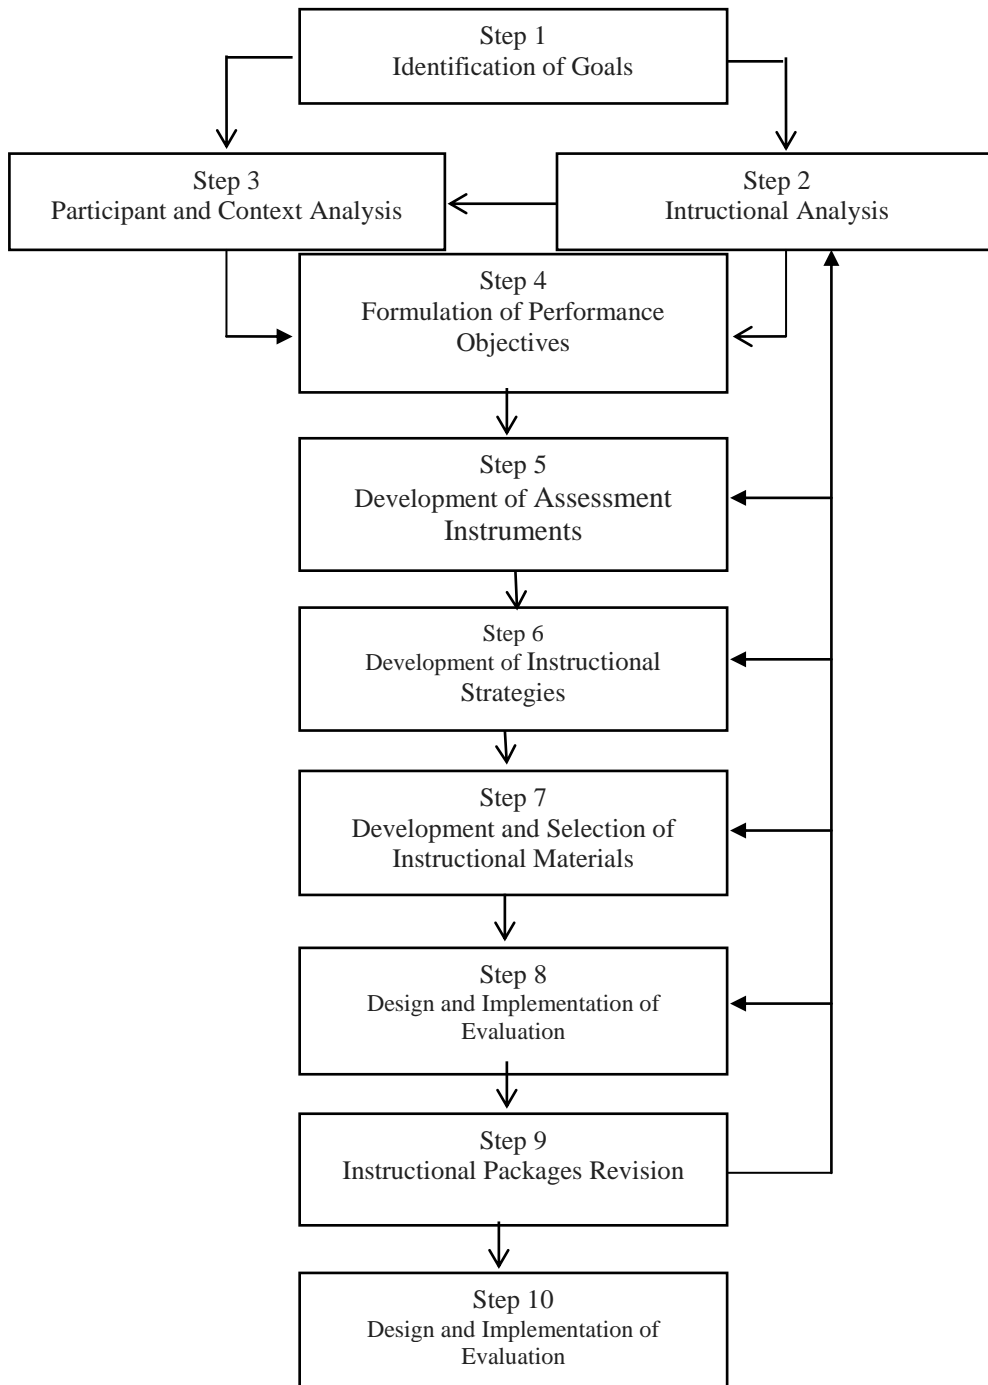 Step 1
Identification of Goals
Step 3
Participant and Context Analysis
Step 2
Intructional Analysis
Step 4
Formulation of Performance
Objectives
Step 5
Development of Assessment
Instruments
Step 6
Development of Instructional
Strategies
Step 7
Development and Selection of
Instructional Materials
Step 8
Design and Implementation of
Evaluation
Step 9
Instructional Packages Revision
Step 10
Design and Implementation of
Evaluation